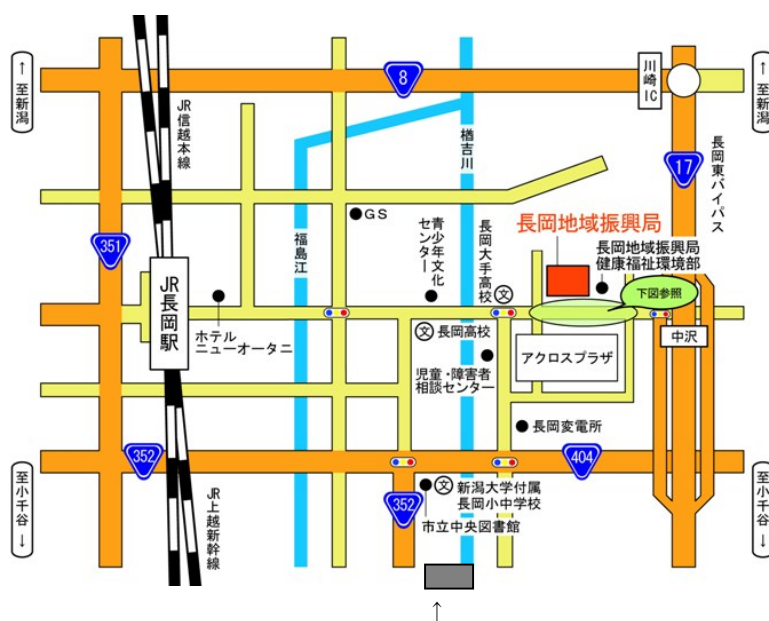 8
川崎IC
↑至新潟
↑至新潟
JR信越本線
楢吉川
17
長岡東バイパス
GS
青少年文化
センター
長岡大手高校
文
長岡地域振興局
長岡地域振興局
健康福祉環境部
351
福島江
下図参照
JR長岡駅
ホテル
ニューオータニ
文 長岡高校
中沢
アクロスプラザ
児童・障害者
相談センター
長岡変電所
352
404
至小千谷↓
至小千谷↓
JR上越新幹線
352
文 新潟大学付属
長岡小中学校
市立中央図書館
↑